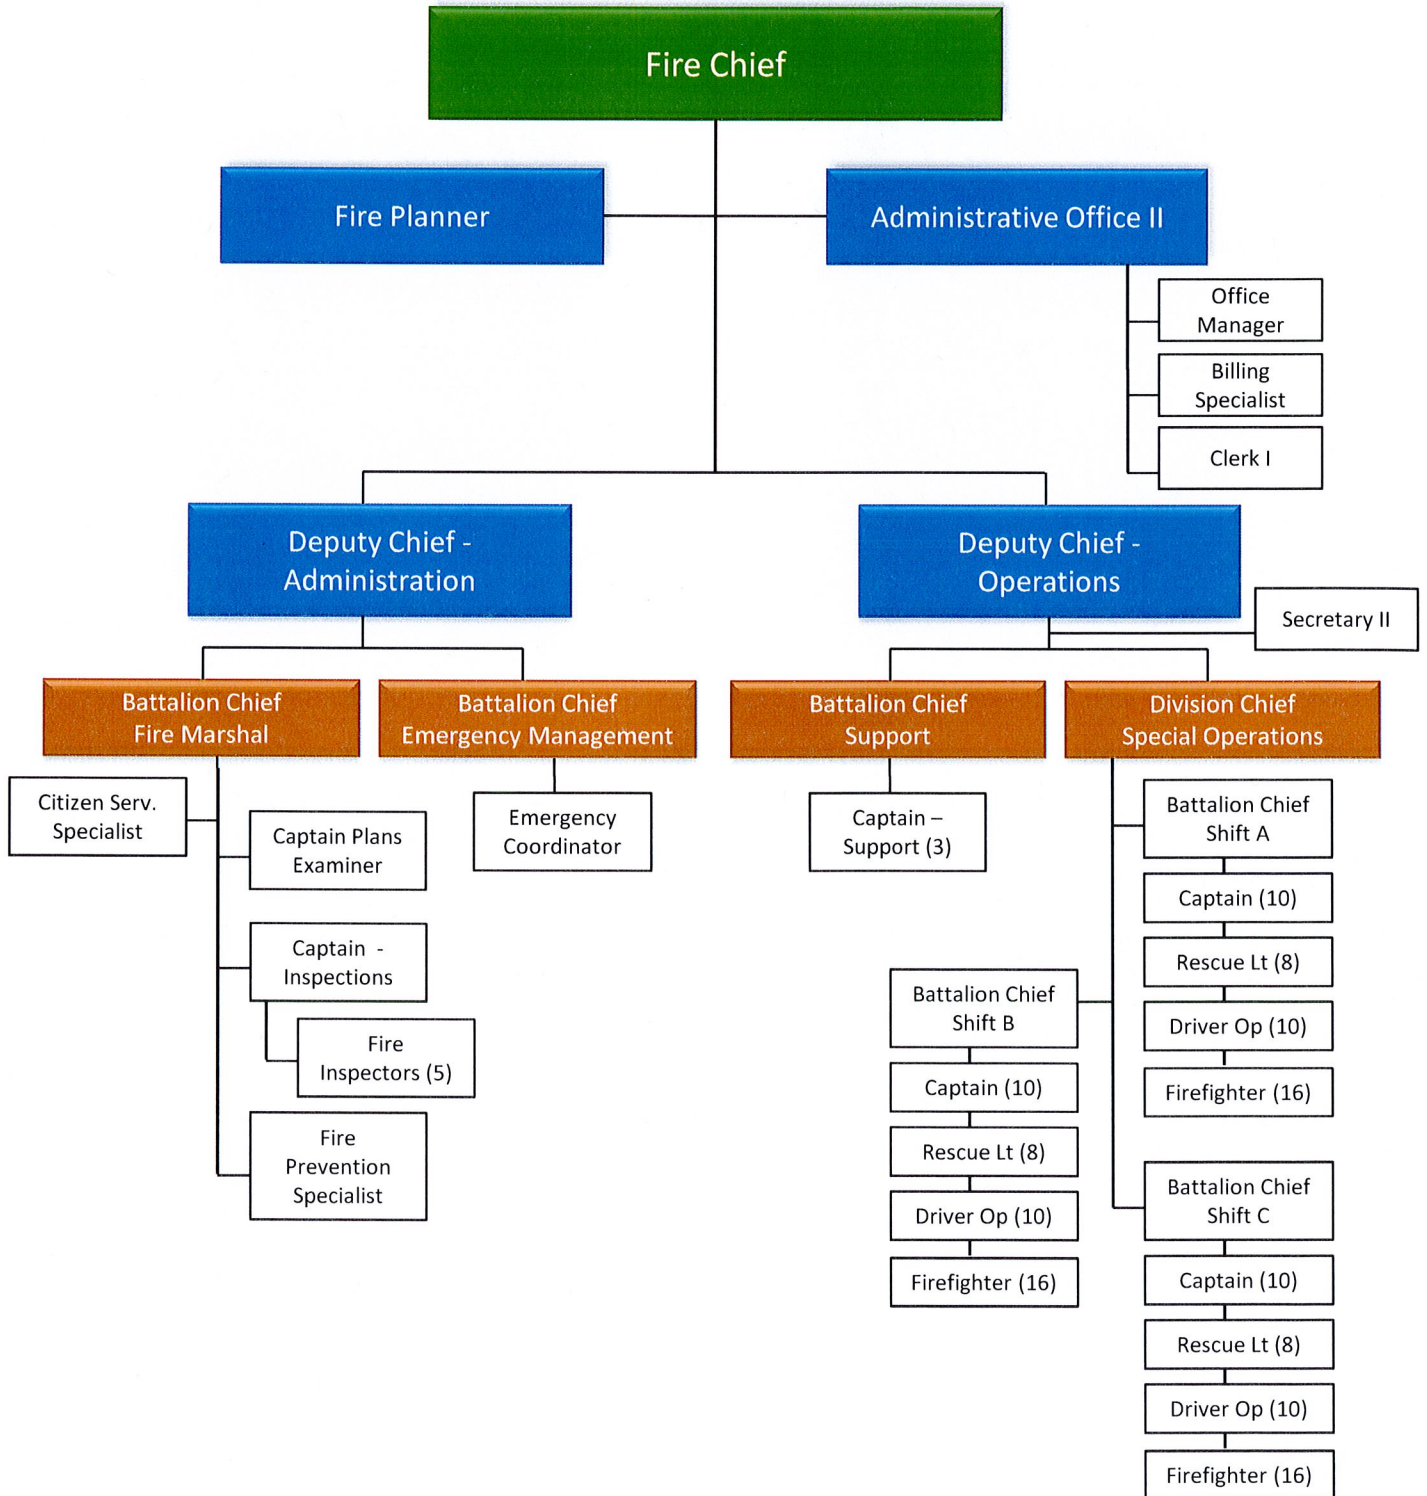 Fire Chief
Fire Planner
Administrative Office II
Office
Manager
Billing
Specialist
Clerk I
Deputy Chief -
Administration
Deputy Chief -
Operations
Secretary II
Battalion Chief
Fire Marshal
Battalion Chief
Emergency Management
Battalion Chief
Support
Division Chief
Special Operations
Citizen Serv.
Specialist
Captain Plans
Examiner
Captain -
Inspections
Fire
Inspectors (5)
Fire
Prevention
Specialist
Emergency
Coordinator
Captain –
Support (3)
Battalion Chief
Shift A
Captain (10)
Rescue Lt (8)
Driver Op (10)
Firefighter (16)
Battalion Chief
Shift B
Captain (10)
Rescue Lt (8)
Driver Op (10)
Firefighter (16)
Battalion Chief
Shift C
Captain (10)
Rescue Lt (8)
Driver Op (10)
Firefighter (16)